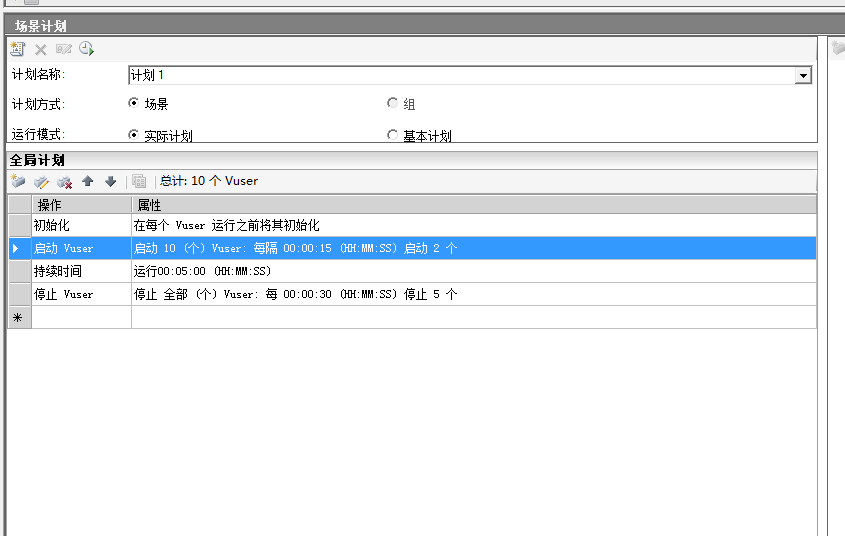 场景计划
计划名称: 计划 1
计划方式: 场景 组
运行模式: 实际计划 基本计划
全局计划
总计: 10 个 Vuser
操作 属性
初始化 在每个 Vuser 运行之前将其初始化
启动 Vuser 启动 10 (个) Vuser: 每隔 00:00:15 (HH:MM:SS) 启动 2 个
持续时间 运行00:05:00 (HH:MM:SS)
停止 Vuser 停止 全部 (个) Vuser: 每 00:00:30 (HH:MM:SS) 停止 5 个